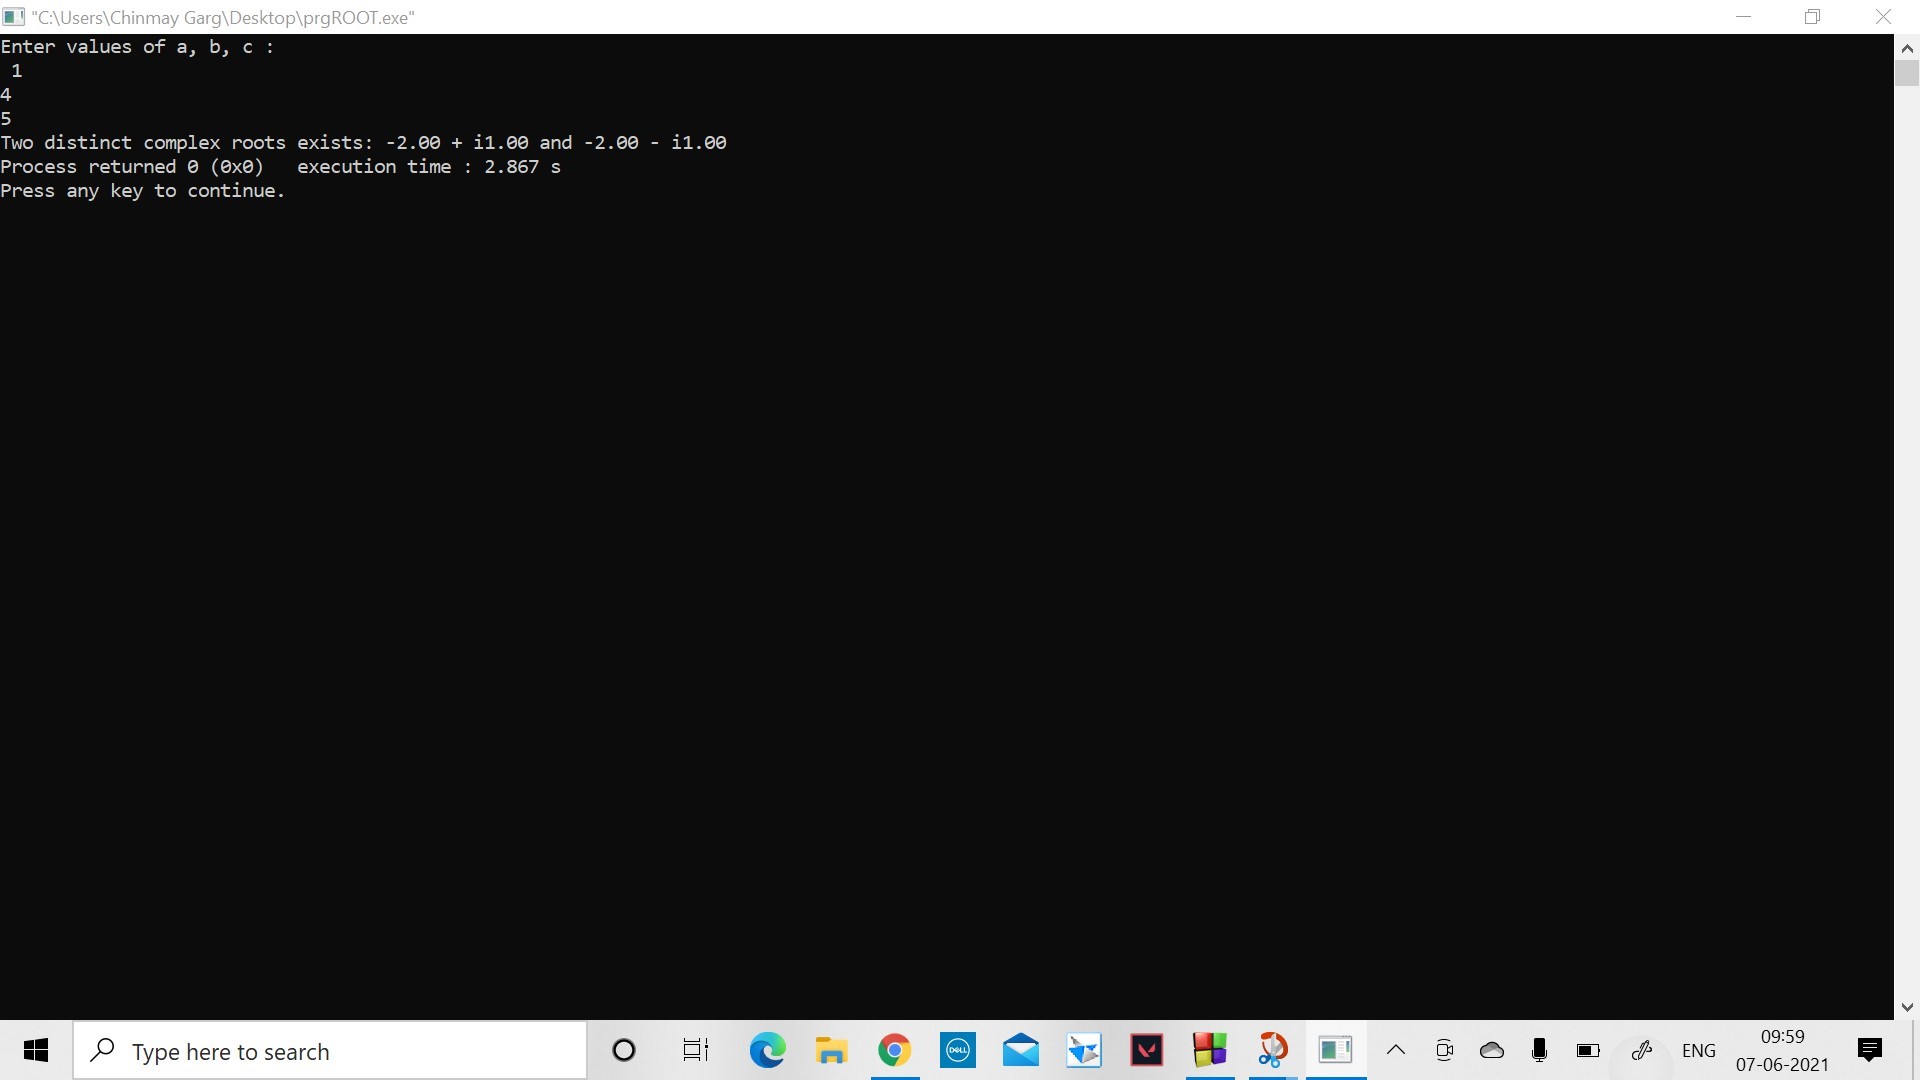 "C:\Users\Chinmay Garg\Desktop\prgROOT.exe"
Enter values of a, b, c :
1
4
5
Two distinct complex roots exists: -2.00 + i1.00 and -2.00 - i1.00
Process returned 0 (0x0)   execution time : 2.867 s
Press any key to continue.
Type here to search
DELL
ENG
09:59
07-06-2021